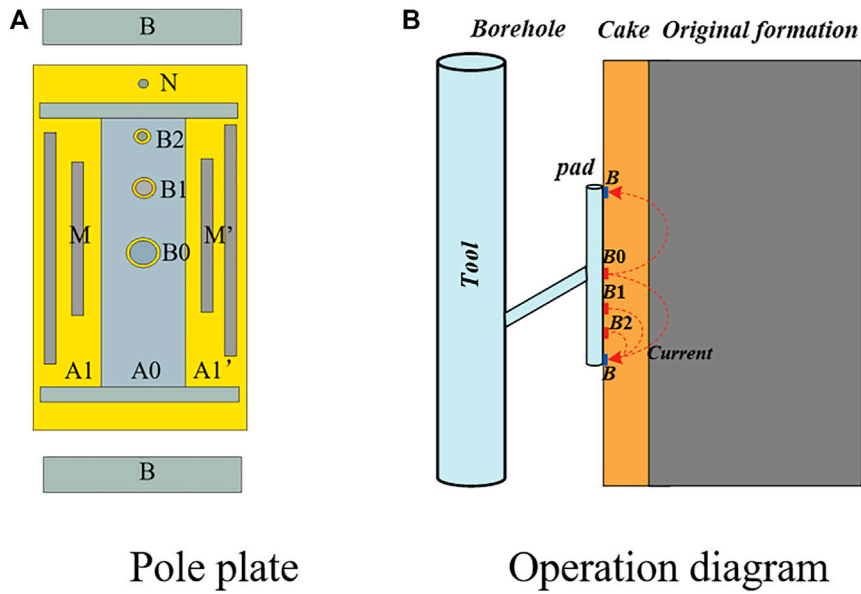 A
B
N
B2
B1
M
M'
B0
A1
A0
A1'
B
Pole plate
B
Borehole
Cake
Original formation
pad
B
Tool
B0
B1
B2
Current
B
Operation diagram